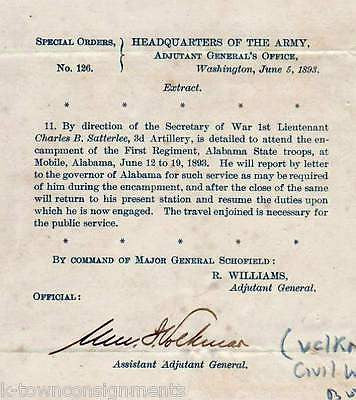 SPECIAL ORDERS, HEADQUARTERS OF THE ARMY,
ADJUTANT GENERAL'S OFFICE,
No. 126. Washington, June 5, 1893.
Extract.
* * * * *
11. By direction of the Secretary of War 1st Lieutenant
Charles B. Satterlee, 3d Artillery, is detailed to attend the en-
campment of the First Regiment, Alabama State troops, at
Mobile, Alabama, June 12 to 19, 1893. He will report by letter
to the governor of Alabama for such service as may be required
of him during the encampment, and after the close of the same
will return to his present station and resume the duties upon
which he is now engaged. The travel enjoined is necessary for
the public service.
* * * * *
BY COMMAND OF MAJOR GENERAL SCHOFIELD:
R. WILLIAMS,
Adjutant General.
OFFICIAL:
Wm. J. Volkmar
Assistant Adjutant General.
(Volkm
Civil W
k-townconsignments